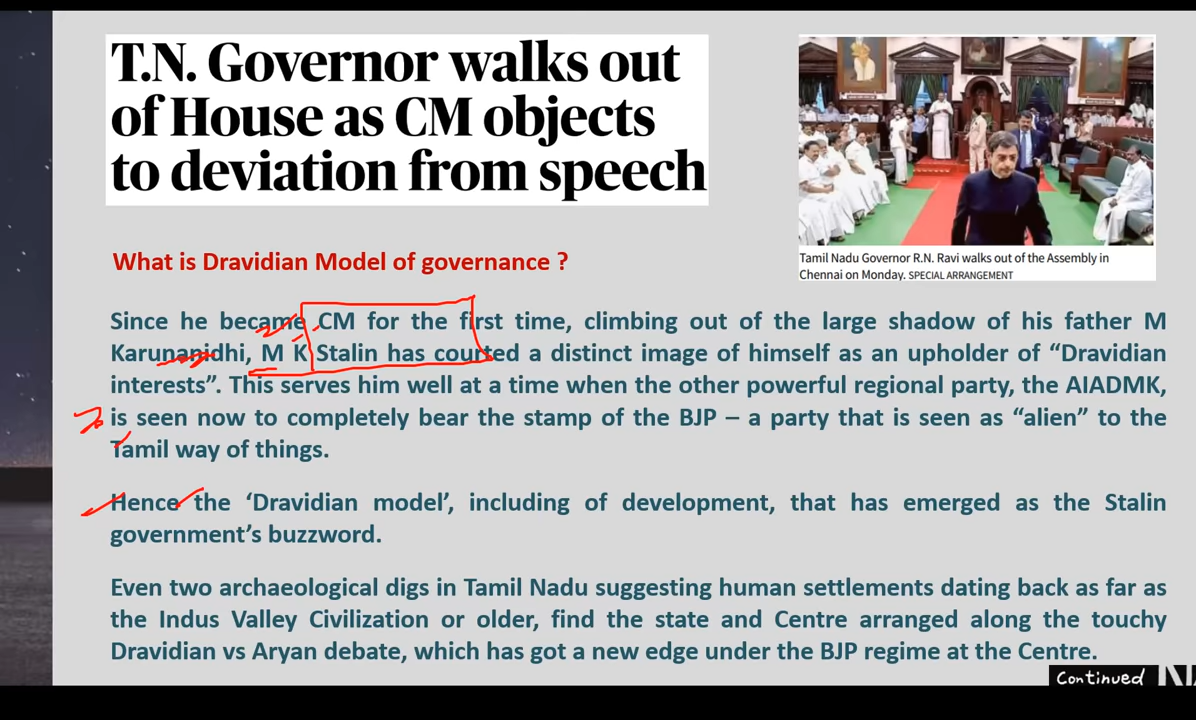 T.N. Governor walks out
of House as CM objects
to deviation from speech
Tamil Nadu Governor R.N. Ravi walks out of the Assembly in
Chennai on Monday. SPECIAL ARRANGEMENT
What is Dravidian Model of governance ?
Since he became CM for the first time, climbing out of the large shadow of his father M
Karunanidhi, M K Stalin has courted a distinct image of himself as an upholder of “Dravidian
interests”. This serves him well at a time when the other powerful regional party, the AIADMK,
is seen now to completely bear the stamp of the BJP – a party that is seen as “alien” to the
Tamil way of things.
Hence the ‘Dravidian model’, including of development, that has emerged as the Stalin
government’s buzzword.
Even two archaeological digs in Tamil Nadu suggesting human settlements dating back as far as
the Indus Valley Civilization or older, find the state and Centre arranged along the touchy
Dravidian vs Aryan debate, which has got a new edge under the BJP regime at the Centre.
Continued